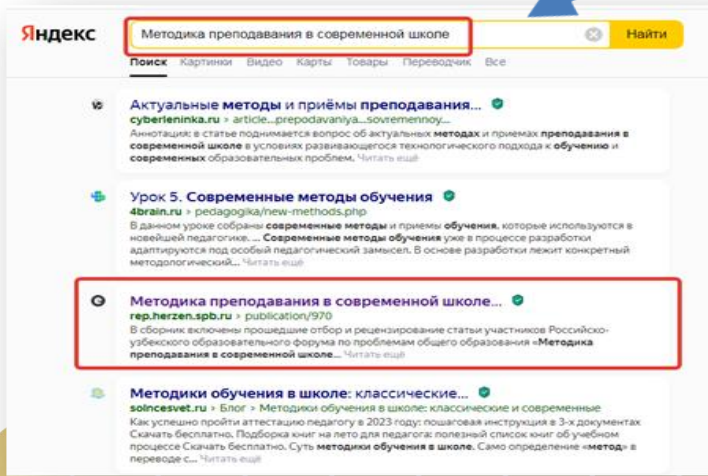 Яндекс
Методика преподавания в современной школе
Найти
Поиск Картинки Видео Карты Товары Переводчик Все
Актуальные методы и приёмы преподавания...
cyberleninka.ru › article...prepodavaniya...sovremennoy...
Аннотация: в статье поднимается вопрос об актуальных методах и приемах преподавания в
современной школе в условиях развивающегося технологического подхода к обучению и
современных образовательных проблем. Читать ещё
Урок 5. Современные методы обучения
4brain.ru › pedagogika/new-methods.php
В данном уроке собраны современные методы и приемы обучения, которые используются в
новейшей педагогике. ... Современные методы обучения уже в процессе разработки
адаптируются под особый педагогический замысел. В основе разработки лежит конкретный
методологический... Читать ещё
Методика преподавания в современной школе...
rep.herzen.spb.ru › publication/970
В сборник включены прошедшие отбор и рецензирование статьи участников Российско-
узбекского образовательного форума по проблемам общего образования «Методика
преподавания в современной школе... Читать ещё
Методики обучения в школе: классические...
solncesvet.ru › Блог › Методики обучения в школе: классические и современные
Как успешно пройти аттестацию педагогу в 2023 году: пошаговая инструкция в 3-х документах
Скачать бесплатно. Подборка книг на лето для педагога: полезный список книг об учебном
процессе Скачать бесплатно. Суть методики обучения в школе. Само определение «метод» в
переводе с... Читать ещё